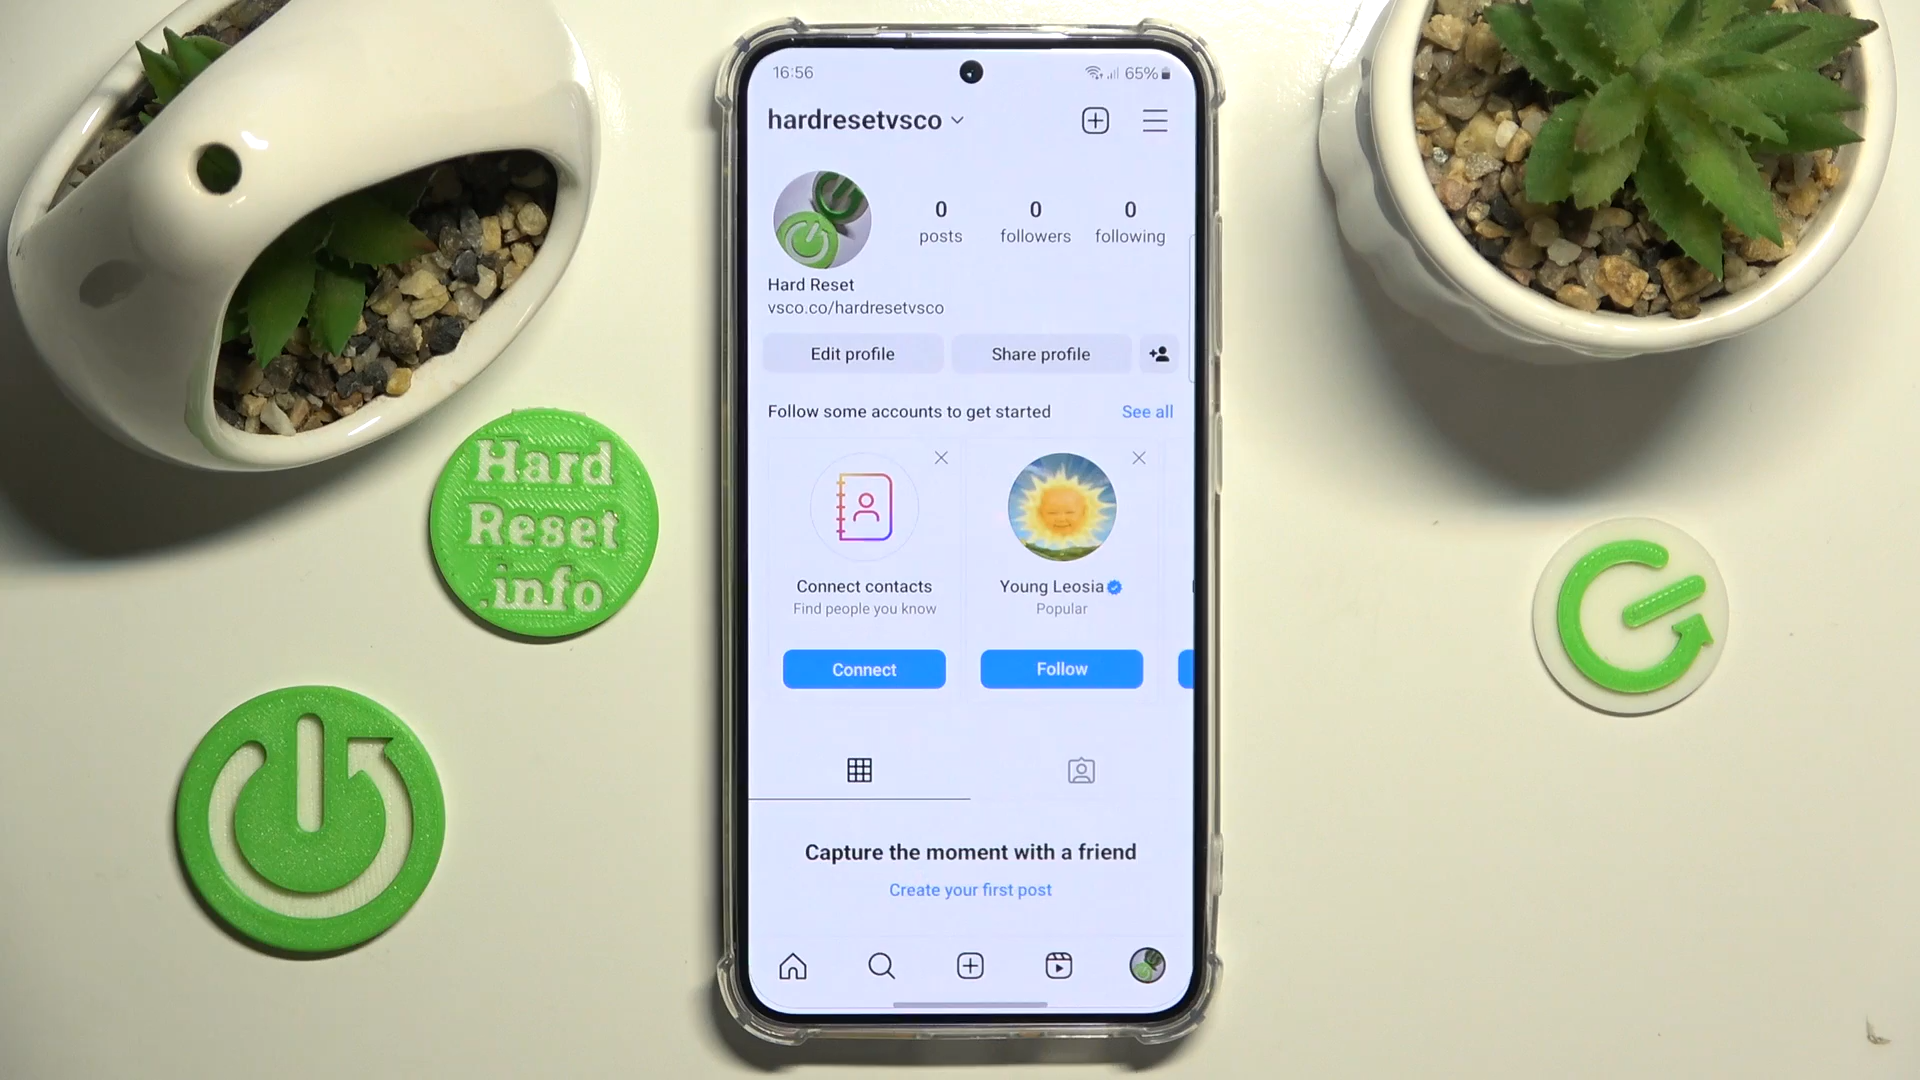 16:56
65%
hardresetvsco
0
posts
0
followers
0
following
Hard Reset
vsco.co/hardresetvsco
Edit profile
Share profile
Follow some accounts to get started
See all
Connect contacts
Find people you know
Connect
Young Leosia
Popular
Follow
Capture the moment with a friend
Create your first post
Hard
Reset
.info